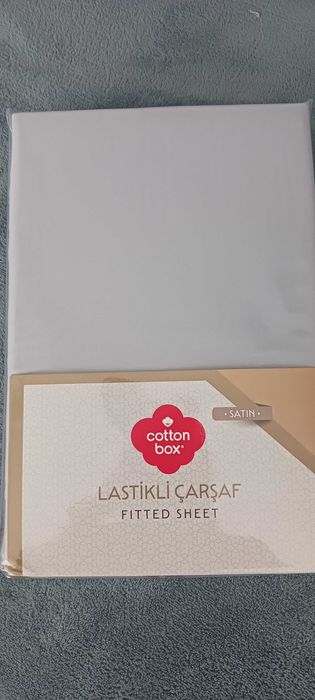 • SATIN •
cotton
box®
LASTİKLİ ÇARŞAF
FITTED SHEET